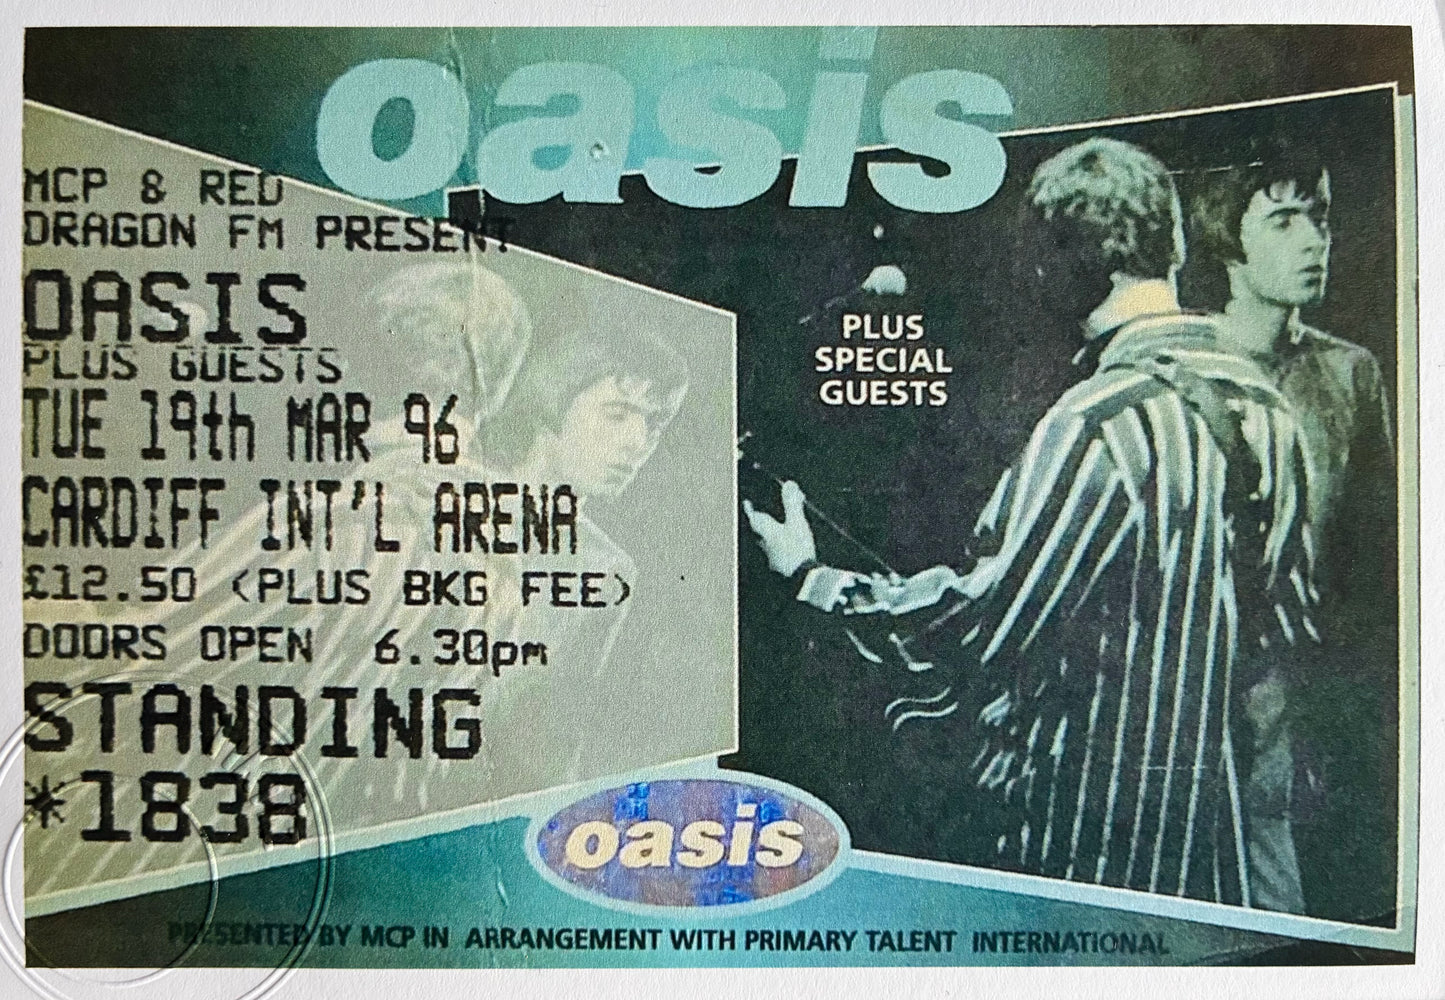 oasis
MCP & RED
DRAGON FM PRESENT
OASIS
PLUS GUESTS
TUE 19th MAR 96
CARDIFF INT'L ARENA
£12.50 <PLUS BKG FEE>
DOORS OPEN 6.30pm
STANDING
*1838
PLUS
SPECIAL
GUESTS
oasis
PRESENTED BY MCP IN ARRANGEMENT WITH PRIMARY TALENT INTERNATIONAL